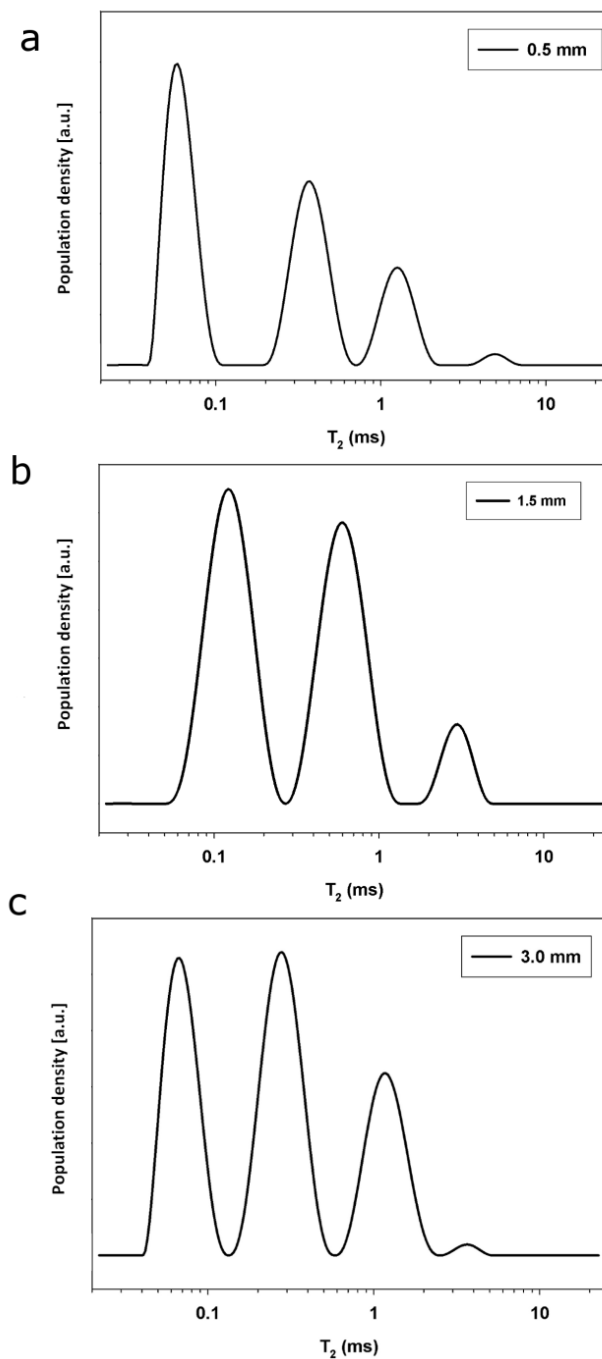 a
0.5 mm
Population density [a.u.]
0.1 1 10
T₂ (ms)
b
1.5 mm
Population density [a.u.]
0.1 1 10
T₂ (ms)
c
3.0 mm
Population density [a.u.]
0.1 1 10
T₂ (ms)